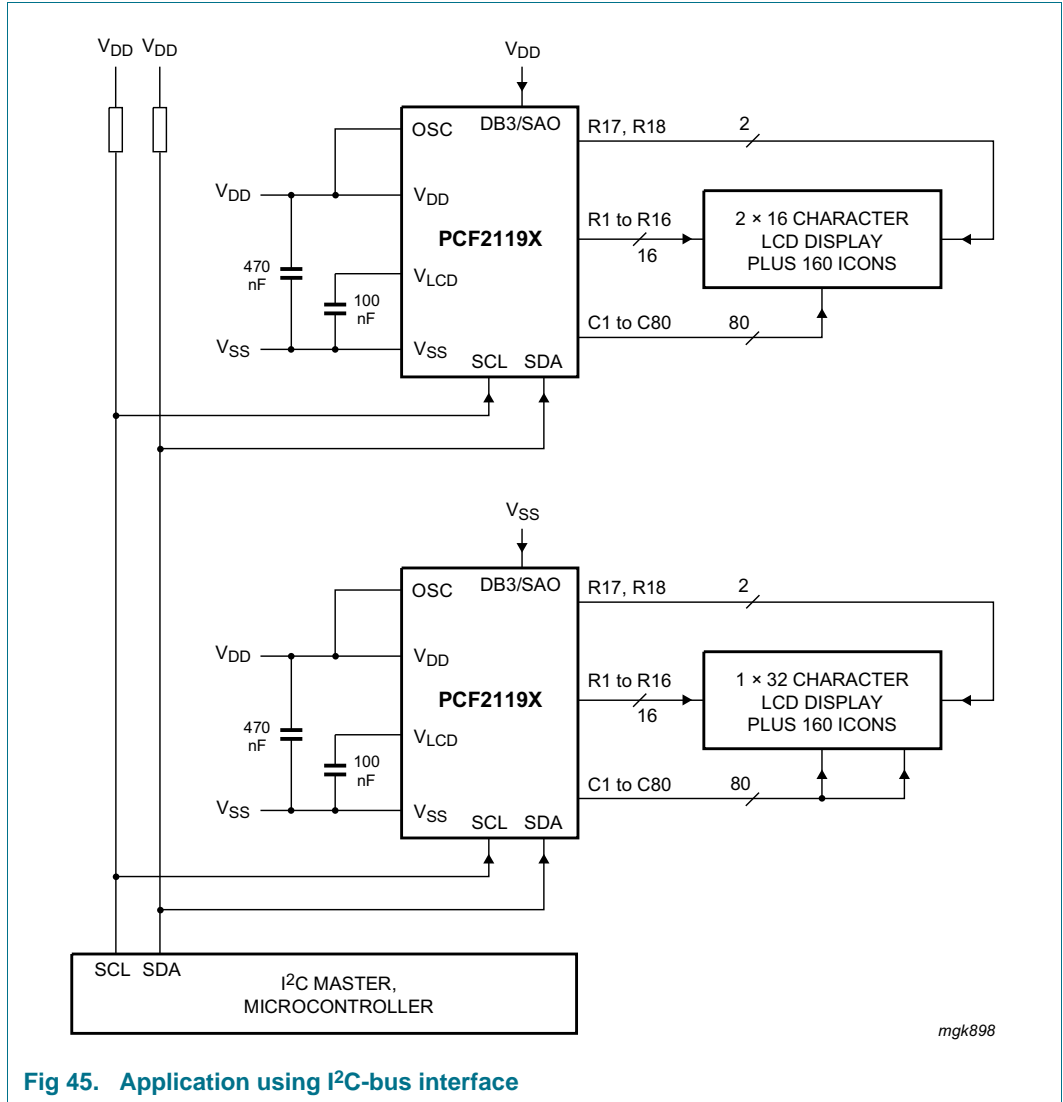 VDD VDD
VDD
OSC
DB3/SAO
R17, R18
2
VDD
VDD
PCF2119X
R1 to R16
16
2 × 16 CHARACTER
LCD DISPLAY
PLUS 160 ICONS
470
nF
VLCD
100
nF
C1 to C80
80
VSS
VSS
SCL SDA
VSS
OSC
DB3/SAO
R17, R18
2
VDD
VDD
PCF2119X
R1 to R16
16
1 × 32 CHARACTER
LCD DISPLAY
PLUS 160 ICONS
470
nF
VLCD
100
nF
C1 to C80
80
VSS
VSS
SCL SDA
SCL SDA
I²C MASTER,
MICROCONTROLLER
mgk898
Fig 45. Application using I²C-bus interface